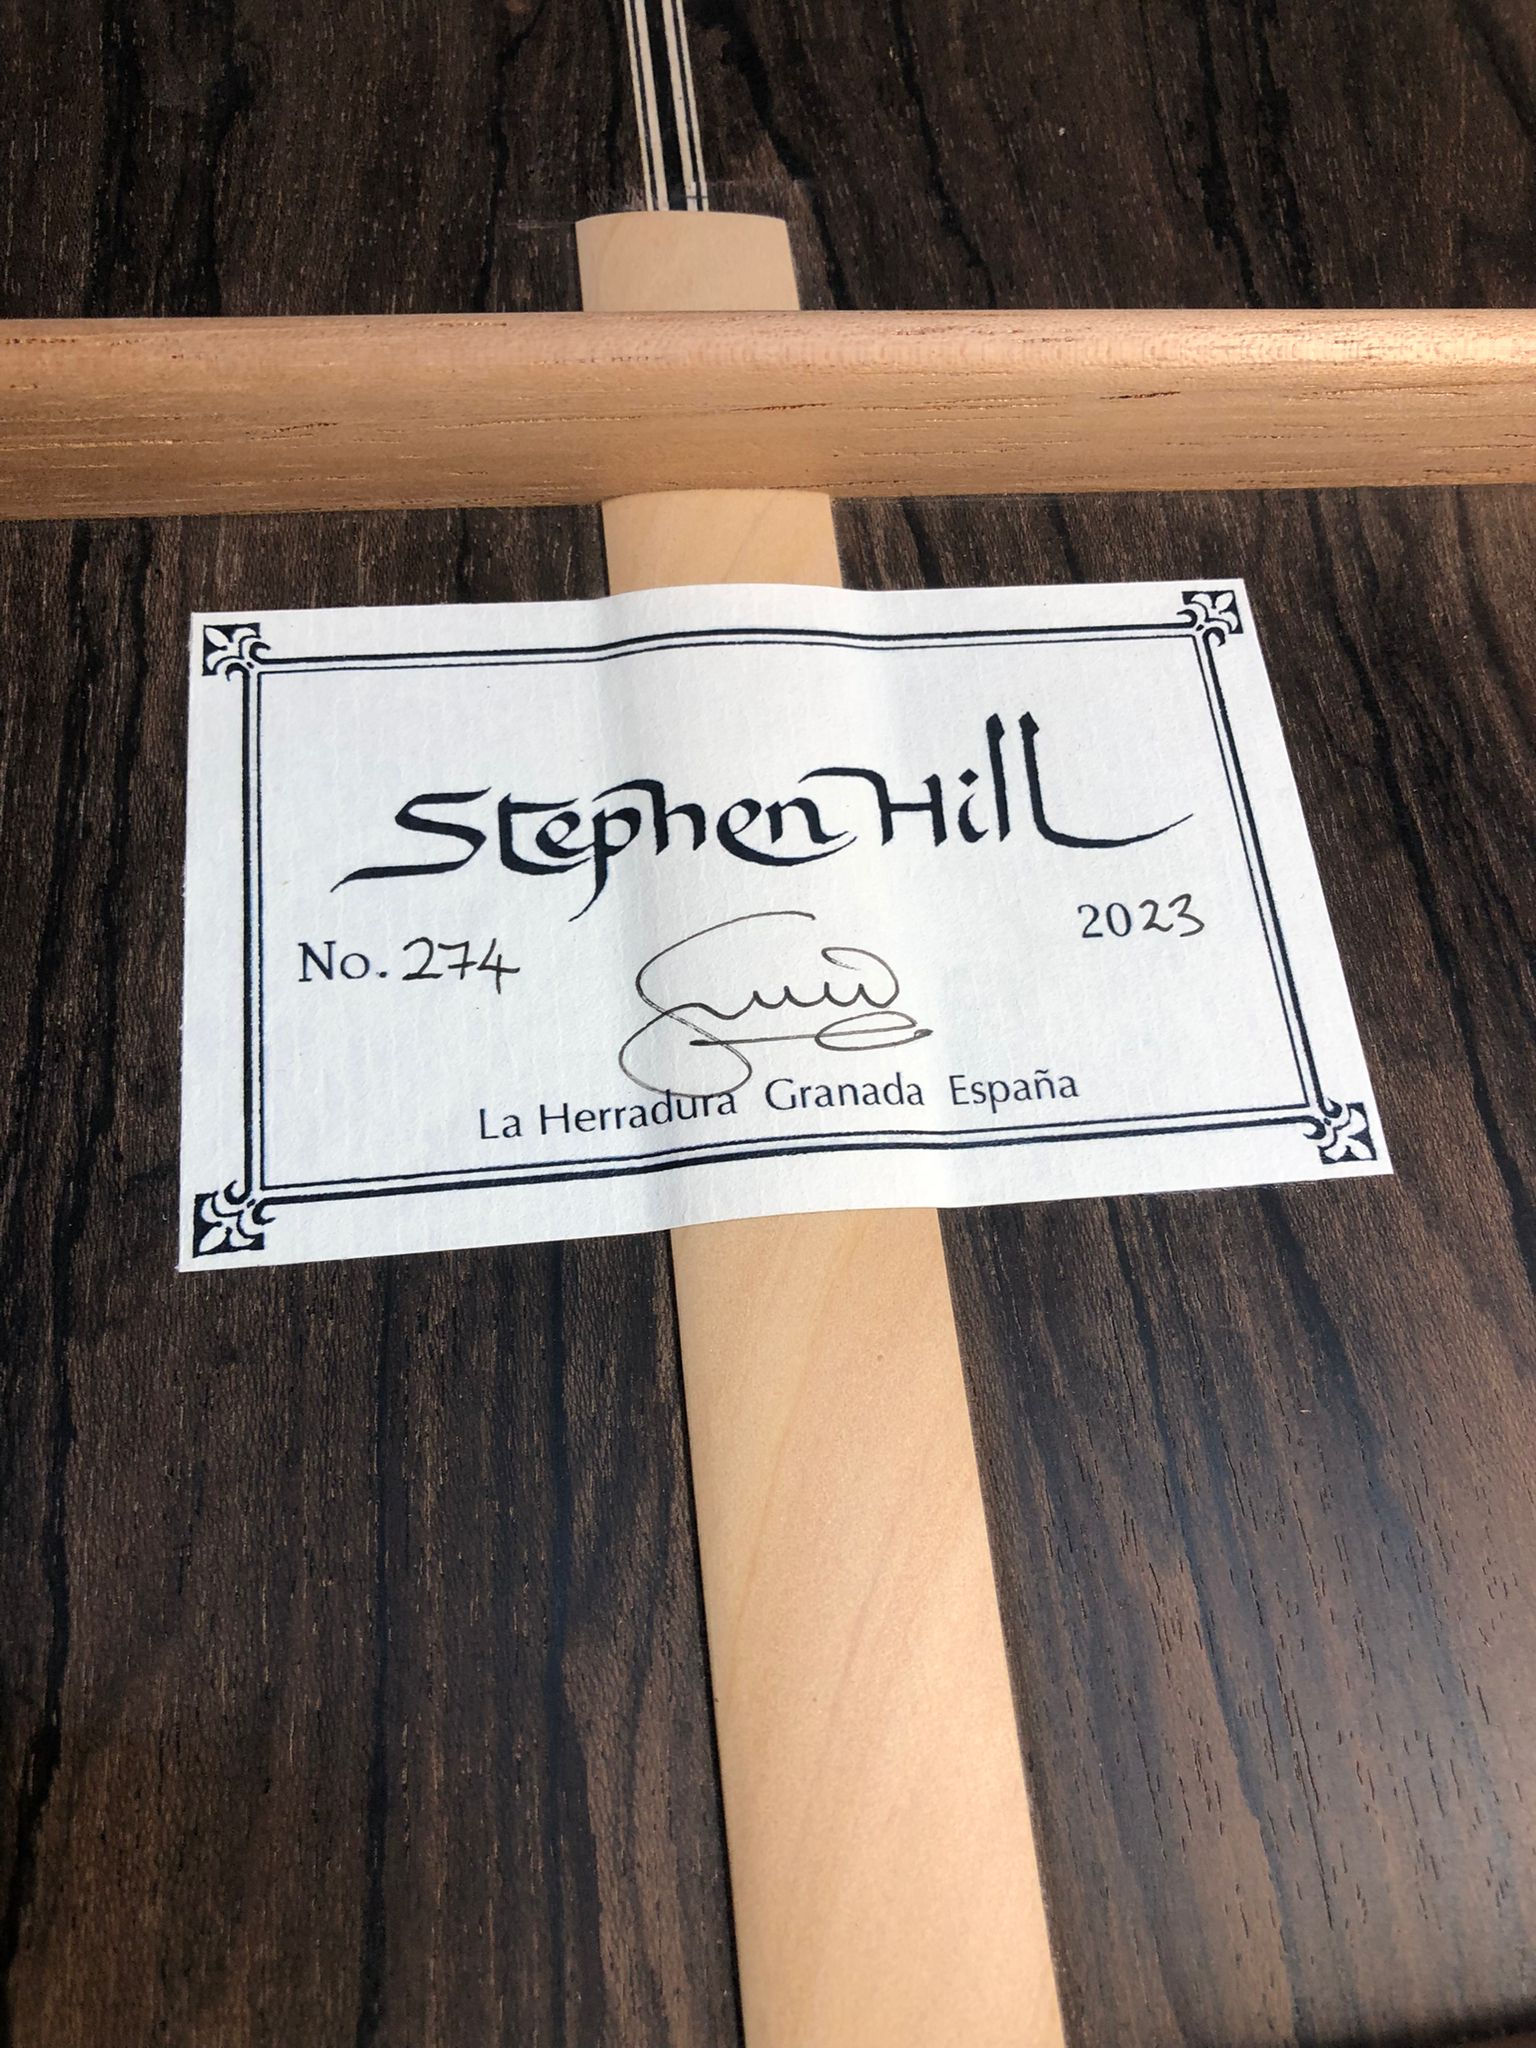 Stephen Hill
No. 274 2023
La Herradura Granada España